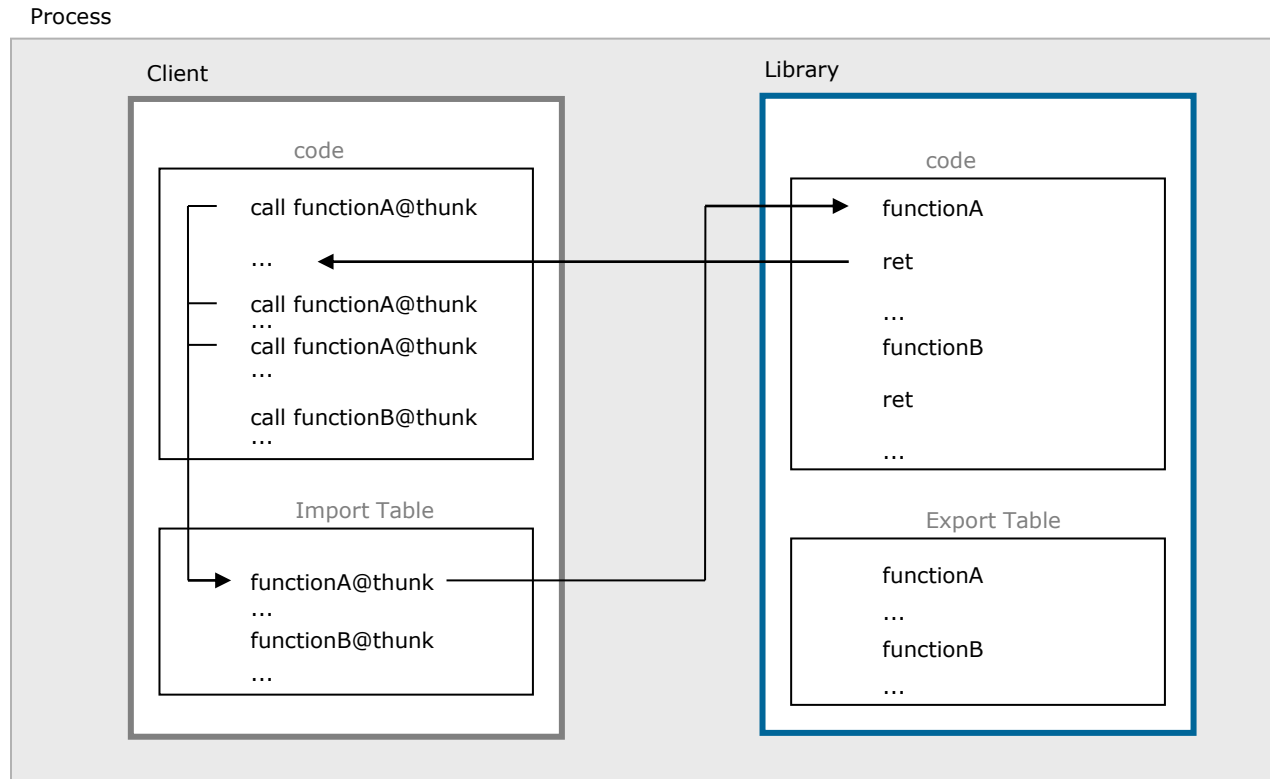 Process
Client
code
call functionA@thunk
...
call functionA@thunk
...
call functionA@thunk
...
call functionB@thunk
...
Import Table
functionA@thunk
...
functionB@thunk
...
Library
code
functionA
ret
...
functionB
ret
...
Export Table
functionA
...
functionB
...